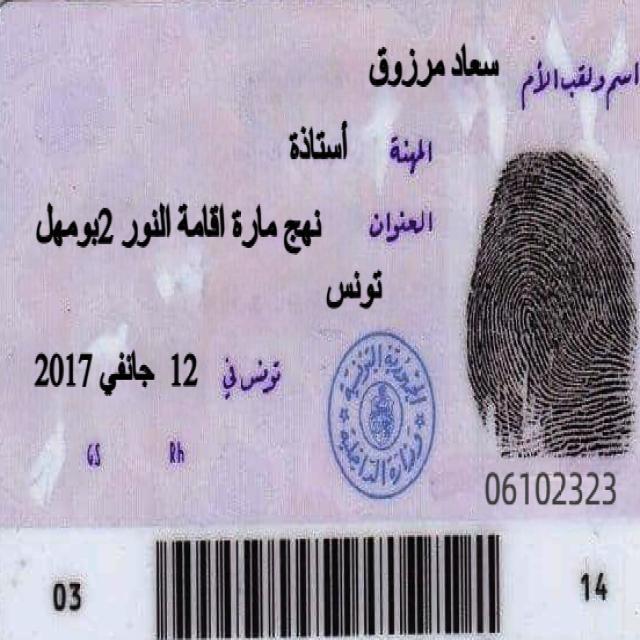 اسم ولقب الأم سعاد مرزوق
المهنة أستاذة
العنوان نهج مارة اقامة النور 2بومهل
تونس
تونس في 12 جانفي 2017
الجمهورية التونسية
وزارة الداخلية
GS Rh
06102323
03 14